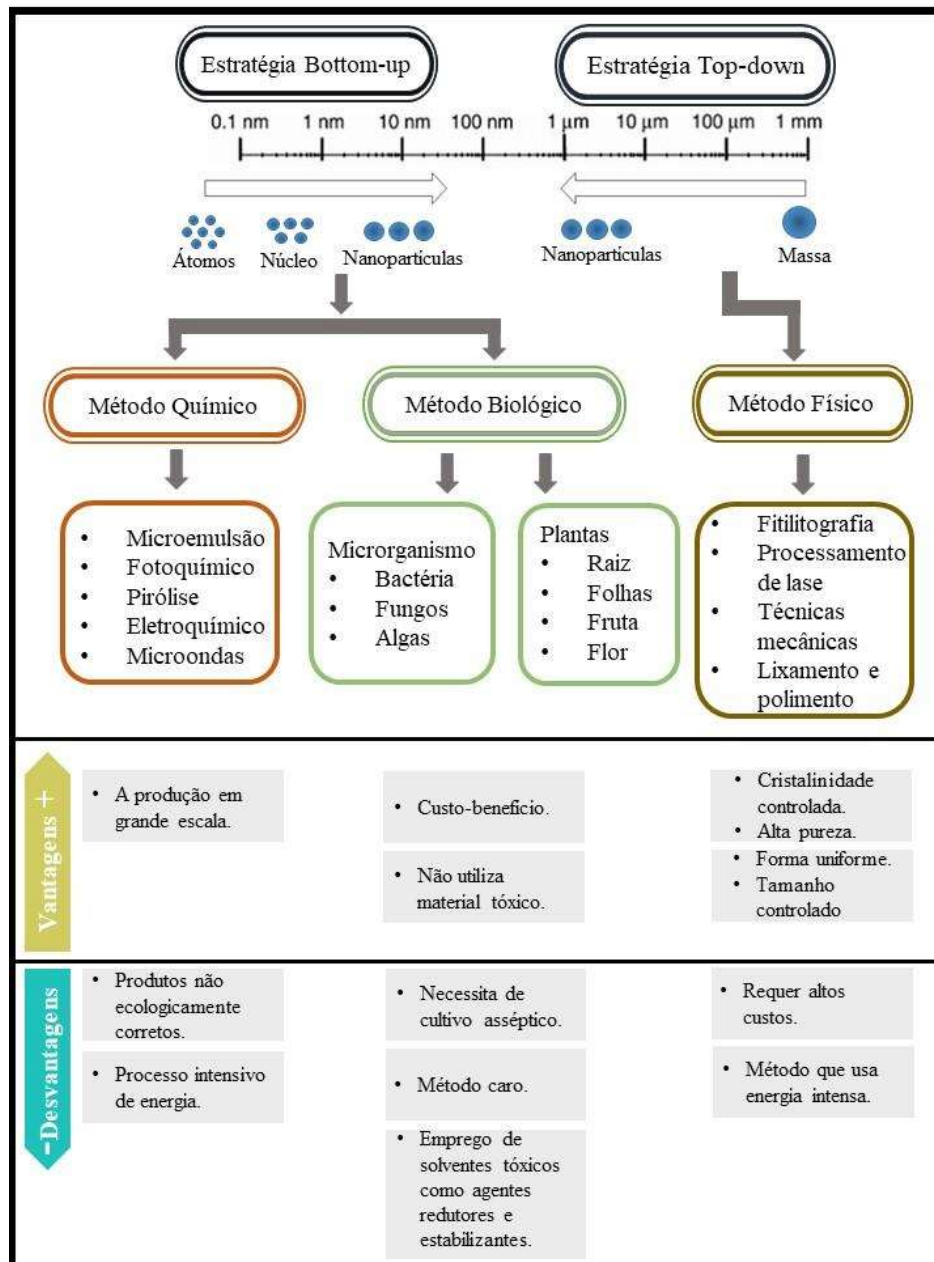 Estratégia Bottom-up
Estratégia Top-down
0.1 nm 1 nm 10 nm 100 nm 1 µm 10 µm 100 µm 1 mm
Átomos
Núcleo
Nanopartículas
Nanopartículas
Massa
Método Químico
Método Biológico
Método Físico
• Microemulsão
• Fotoquímico
• Pirólise
• Eletroquímico
• Microondas
Microrganismo
• Bactéria
• Fungos
• Algas
Plantas
• Raiz
• Folhas
• Fruta
• Flor
• Fitilitografia
• Processamento
de lase
• Técnicas
mecânicas
• Lixamento e
polimento
Vantagens +
• A produção em
grande escala.
• Custo-benefício.
• Não utiliza
material tóxico.
• Cristalinidade
controlada.
• Alta pureza.
• Forma uniforme.
• Tamanho
controlado
-Desvantagens
• Produtos não
ecologicamente
corretos.
• Processo intensivo
de energia.
• Necessita de
cultivo asséptico.
• Método caro.
• Emprego de
solventes tóxicos
como agentes
redutores e
estabilizantes.
• Requer altos
custos.
• Método que usa
energia intensa.